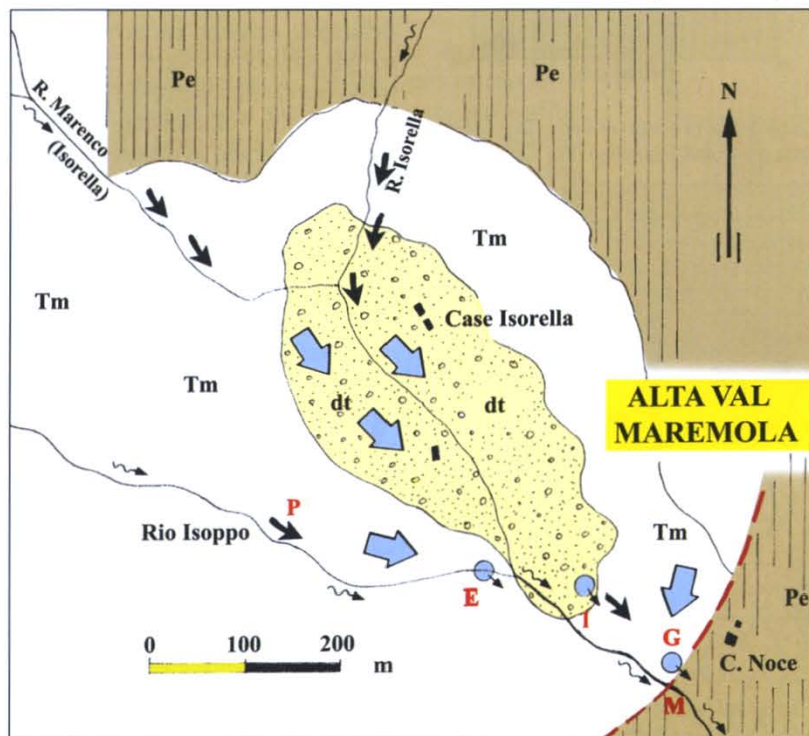 Pe
Pe
N
R. Marenco
(Isorella)
R. Isorella
Tm
Tm
Case Isorella
Tm
dt
dt
ALTA VAL
MAREMOLA
P
Rio Isoppo
Tm
Pe
E
I
G
C. Noce
M
0 100 200
m